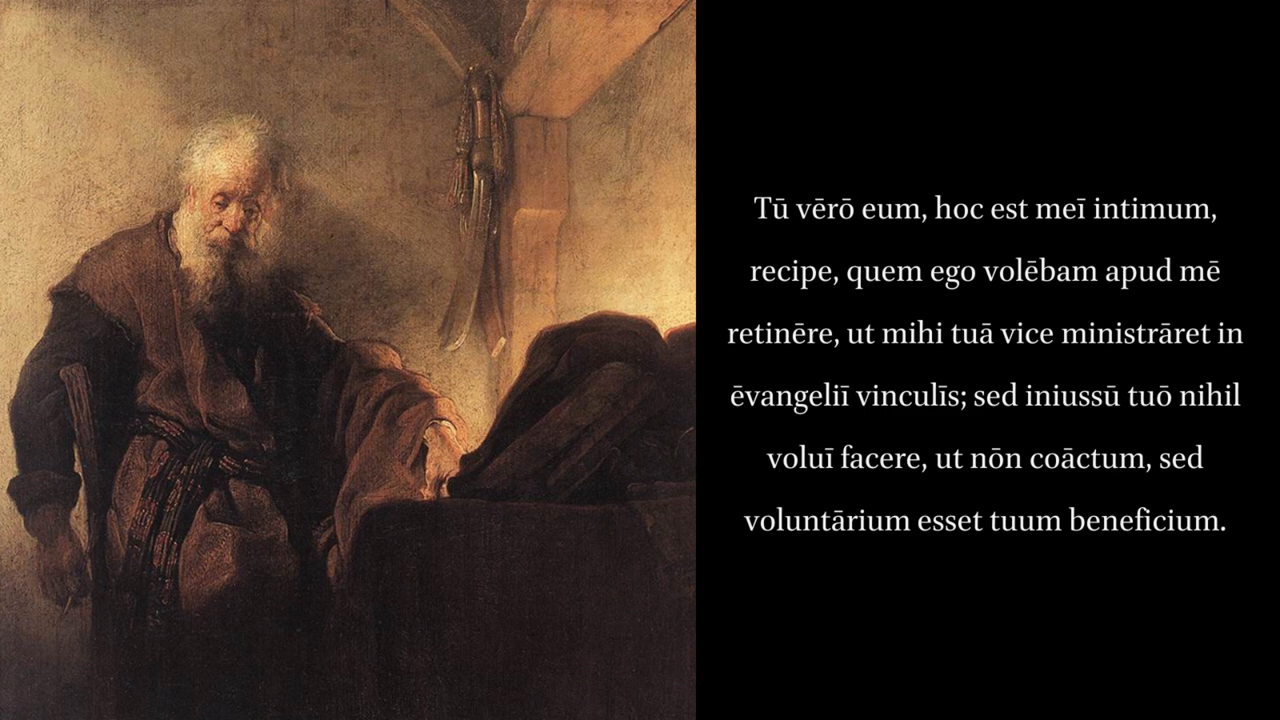 Tū vērō eum, hoc est meī intimum,
recipe, quem ego volēbam apud mē
retinēre, ut mihi tuā vice ministrāret in
ēvangeliī vinculīs; sed iniussū tuō nihil
voluī facere, ut nōn coāctum, sed
voluntārium esset tuum beneficium.